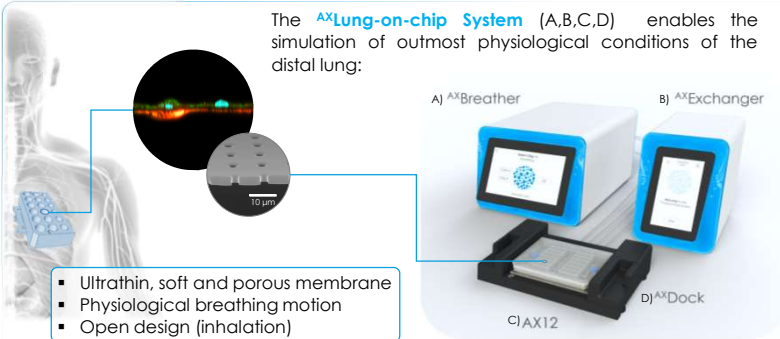 The AXLung-on-chip System (A,B,C,D) enables the
simulation of outmost physiological conditions of the
distal lung:
A) AXBreather
B) AXExchanger
10 µm
▪ Ultrathin, soft and porous membrane
▪ Physiological breathing motion
▪ Open design (inhalation)
C) AX12
D) AXDock